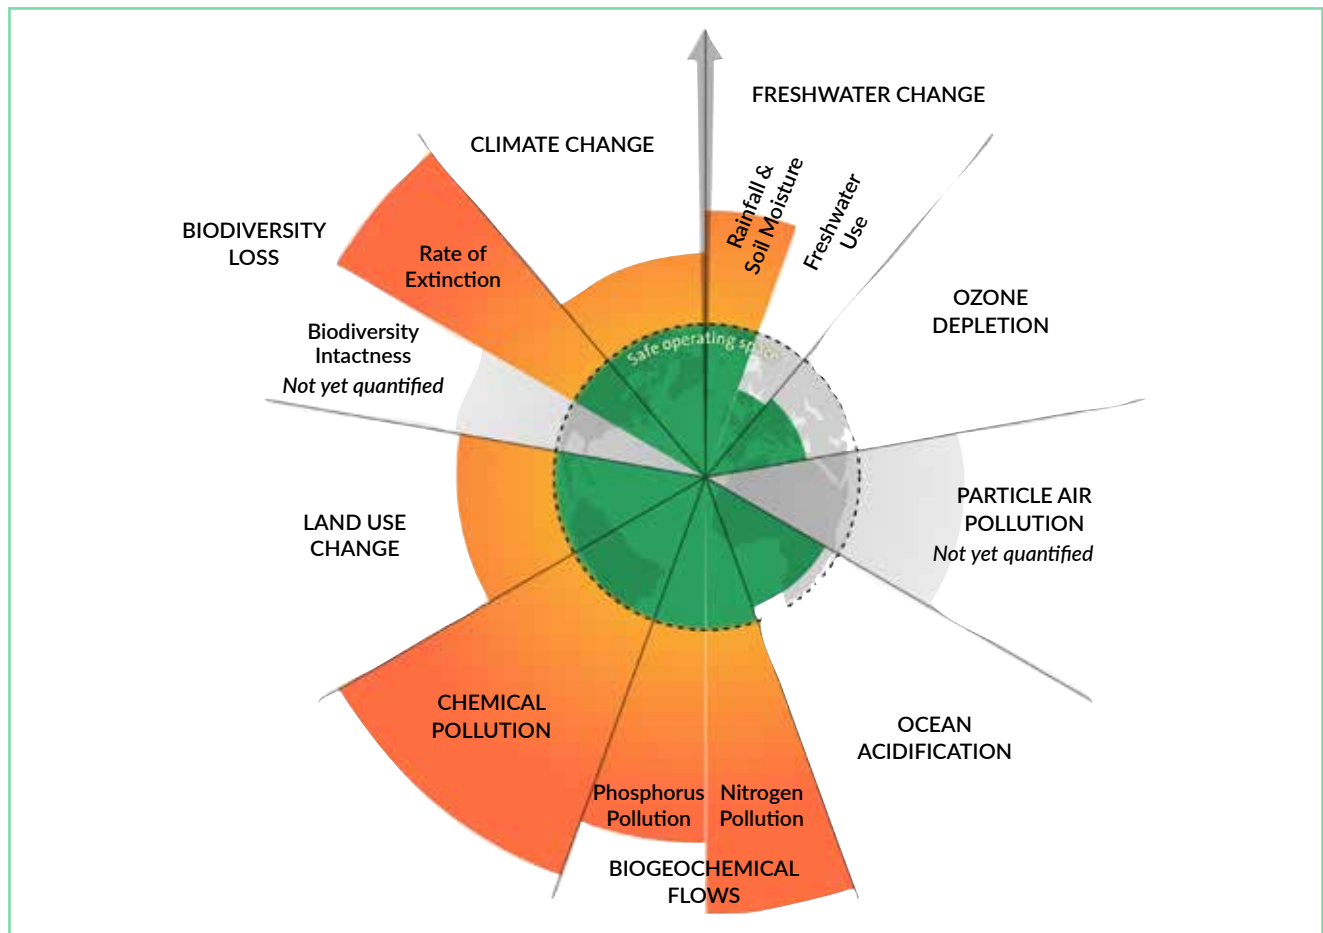 FRESHWATER CHANGE
Rainfall &
Soil Moisture
Freshwater
Use
OZONE
DEPLETION
PARTICLE AIR
POLLUTION
Not yet quantified
OCEAN
ACIDIFICATION
Nitrogen
Pollution
Phosphorus
Pollution
BIOGEOCHEMICAL
FLOWS
CHEMICAL
POLLUTION
LAND USE
CHANGE
Biodiversity
Intactness
Not yet quantified
BIODIVERSITY
LOSS
Rate of
Extinction
CLIMATE CHANGE
Safe operating space